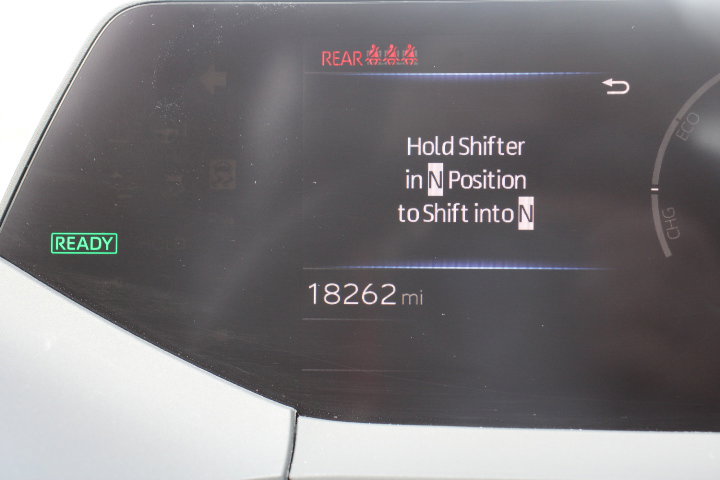 REAR
Hold Shifter
in N Position
to Shift into N
ECO
CHG
READY
18262 mi